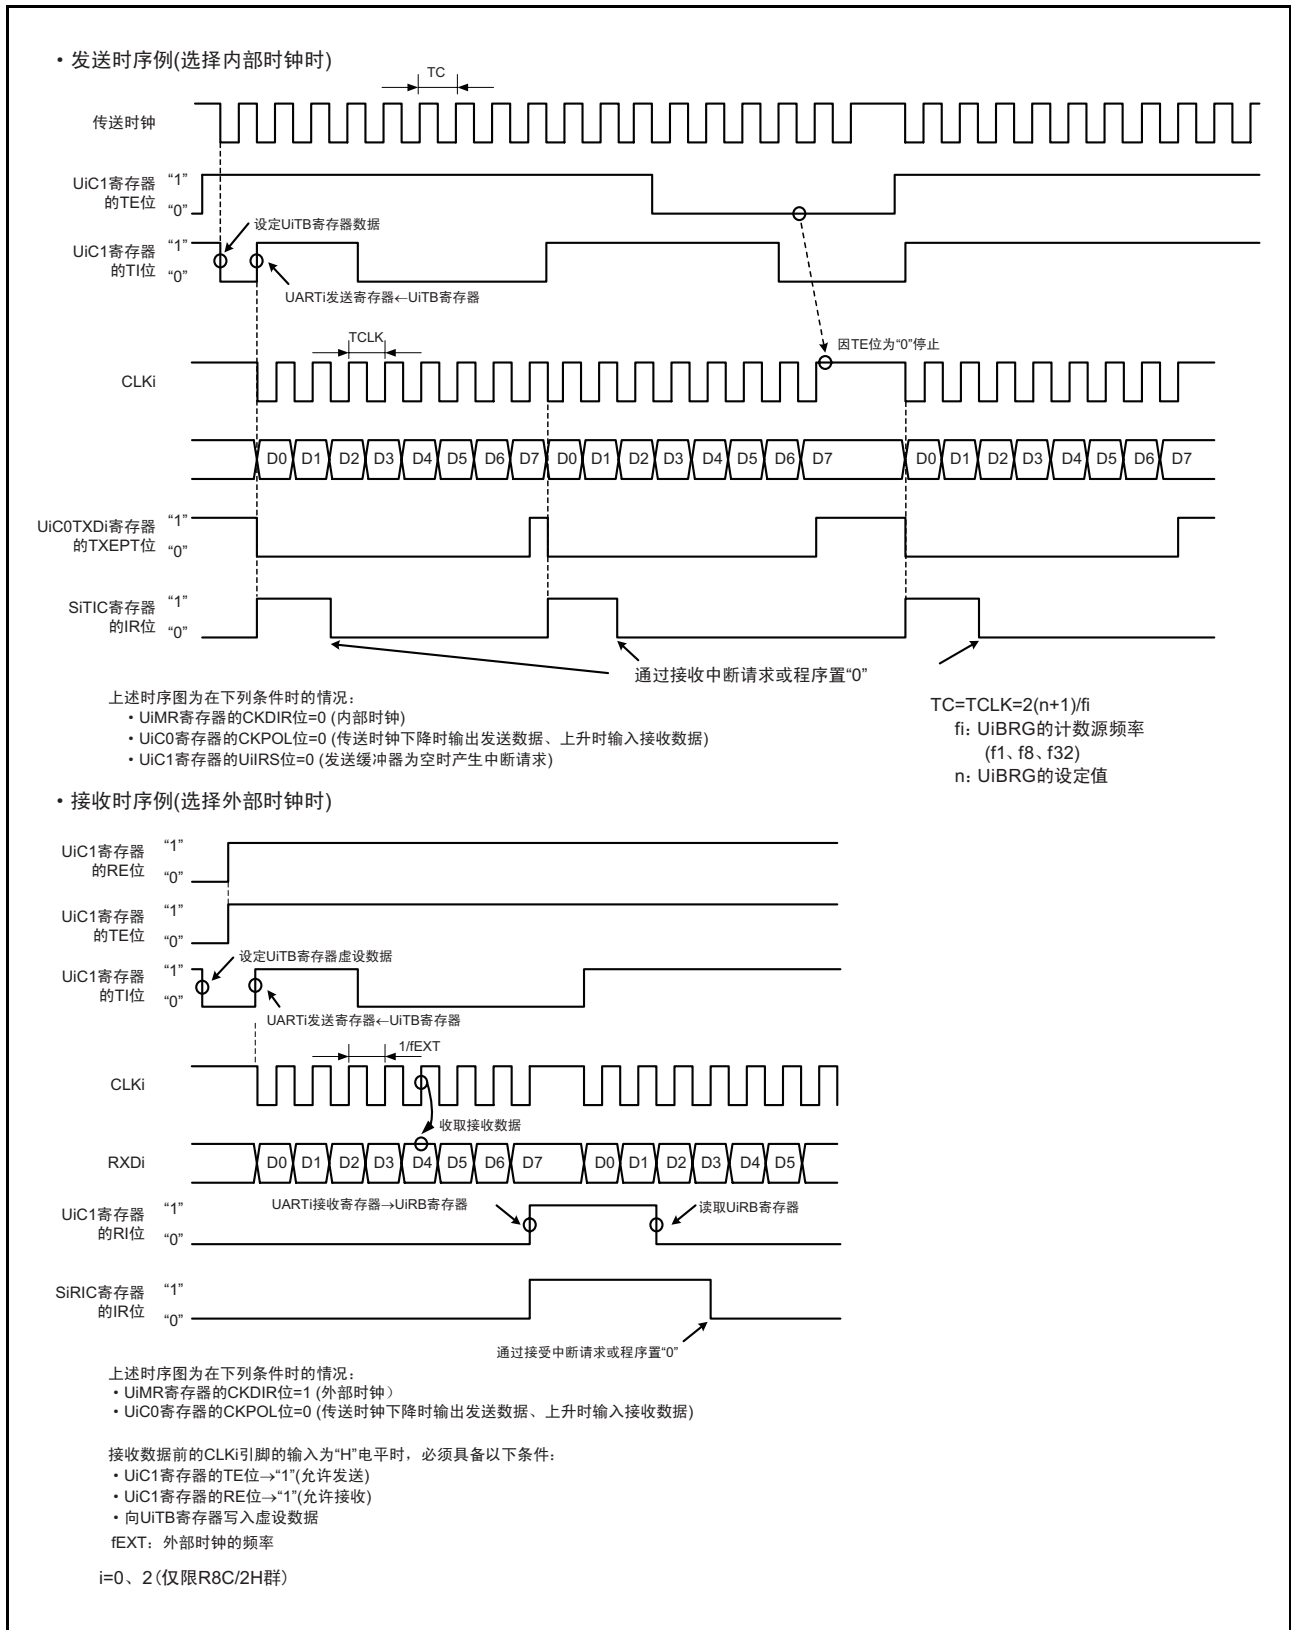 ・发送时序例(选择内部时钟时)
TC
传送时钟
UiC1寄存器
的TE位
“1”
“0”
设定UiTB寄存器数据
UiC1寄存器
的TI位
“1”
“0”
UARTi发送寄存器←UiTB寄存器
TCLK
因TE位为“0”停止
CLKi
D0 D1 D2 D3 D4 D5 D6 D7 D0 D1 D2 D3 D4 D5 D6 D7 D0 D1 D2 D3 D4 D5 D6 D7
UiC0TXDi寄存器
的TXEPT位
“1”
“0”
SiTIC寄存器
的IR位
“1”
“0”
通过接收中断请求或程序置“0”
上述时序图为在下列条件时的情况：
・UiMR寄存器的CKDIR位=0 (内部时钟)
・UiC0寄存器的CKPOL位=0 (传送时钟下降时输出发送数据、上升时输入接收数据)
・UiC1寄存器的UiIRS位=0 (发送缓冲器为空时产生中断请求)
TC=TCLK=2(n+1)/fi
fi：UiBRG的计数源频率
(f1、f8、f32)
n：UiBRG的设定值
・接收时序例(选择外部时钟时)
UiC1寄存器
的RE位
“1”
“0”
UiC1寄存器
的TE位
“1”
“0”
设定UiTB寄存器虚设数据
UiC1寄存器
的TI位
“1”
“0”
UARTi发送寄存器←UiTB寄存器
1/fEXT
CLKi
收取接收数据
RXDi
D0 D1 D2 D3 D4 D5 D6 D7 D0 D1 D2 D3 D4 D5
UARTi接收寄存器→UiRB寄存器
读取UiRB寄存器
UiC1寄存器
的RI位
“1”
“0”
SiRIC寄存器
的IR位
“1”
“0”
通过接受中断请求或程序置“0”
上述时序图为在下列条件时的情况：
・UiMR寄存器的CKDIR位=1 (外部时钟）
・UiC0寄存器的CKPOL位=0 (传送时钟下降时输出发送数据、上升时输入接收数据)
接收数据前的CLKi引脚的输入为“H”电平时，必须具备以下条件：
・UiC1寄存器的TE位→“1”(允许发送)
・UiC1寄存器的RE位→“1”(允许接收)
・向UiTB寄存器写入虚设数据
fEXT：外部时钟的频率
i=0、2（仅限R8C/2H群）